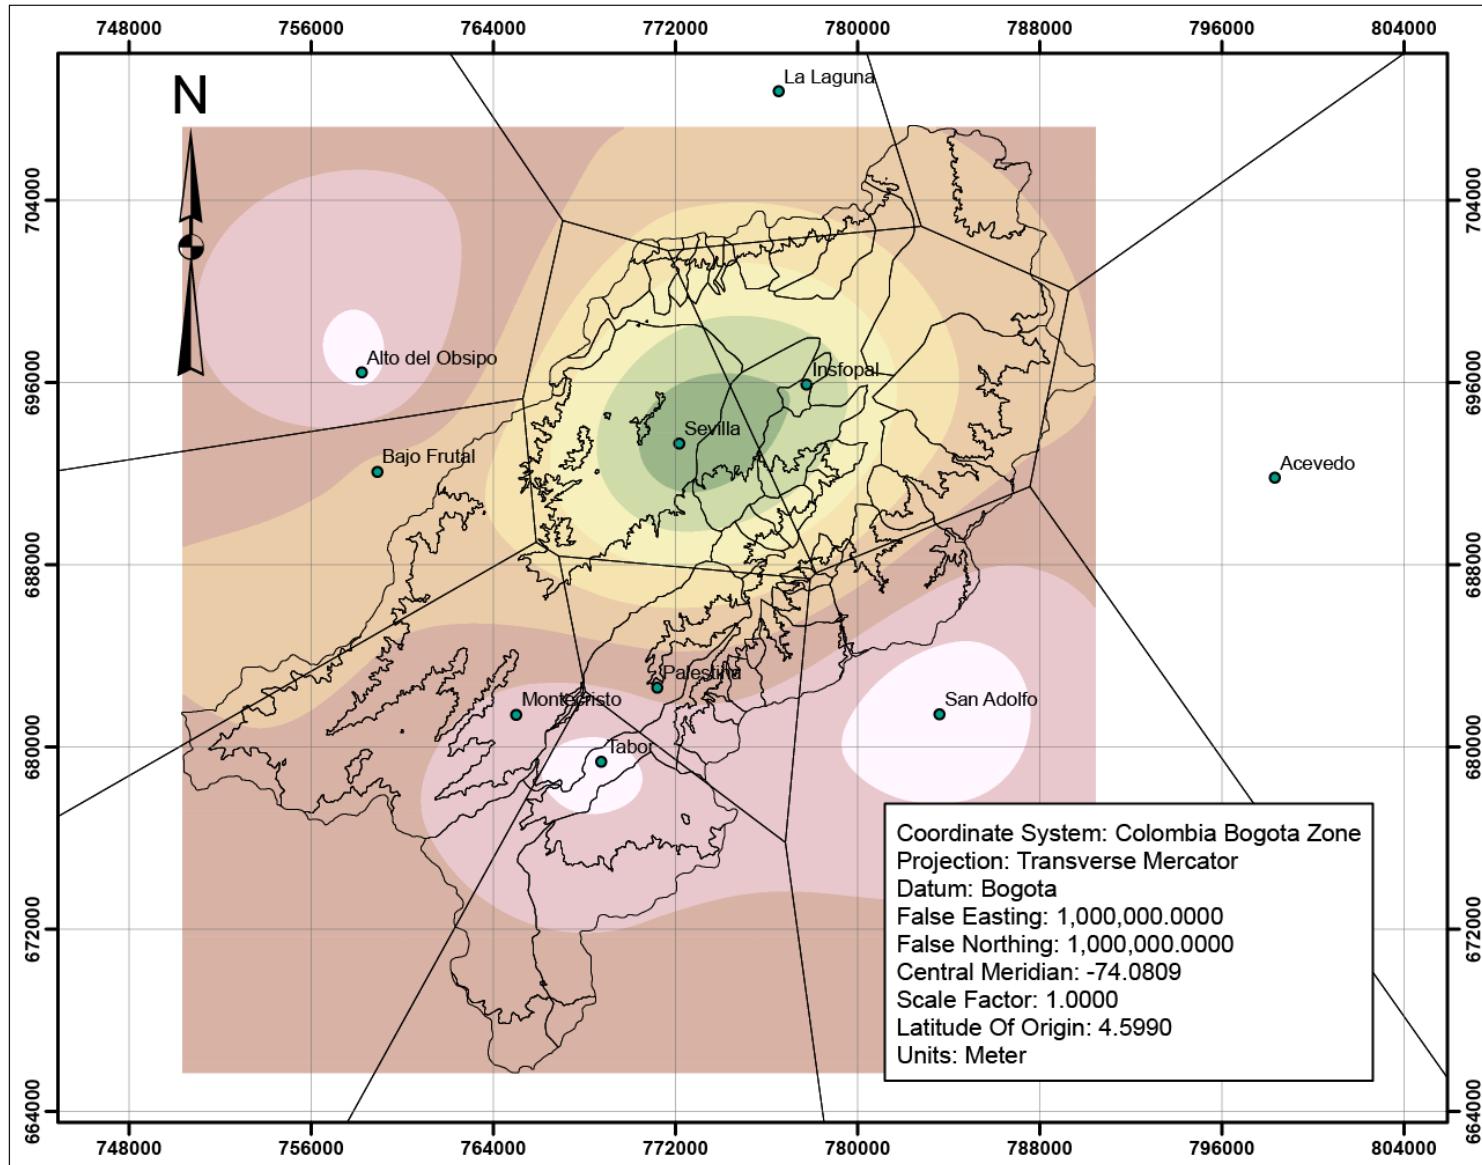 748000 756000 764000 772000 780000 788000 796000 804000
N
La Laguna
704000 704000
Alto del Obsipo
Insfopal
696000 696000
Sevilla
Bajo Frutal
Acevedo
688000 688000
Palestina
Montecristo
San Adolfo
680000 680000
Tabor
Coordinate System: Colombia Bogota Zone
Projection: Transverse Mercator
Datum: Bogota
False Easting: 1,000,000.0000
False Northing: 1,000,000.0000
Central Meridian: -74.0809
Scale Factor: 1.0000
Latitude Of Origin: 4.5990
Units: Meter
672000 672000
664000 664000
748000 756000 764000 772000 780000 788000 796000 804000